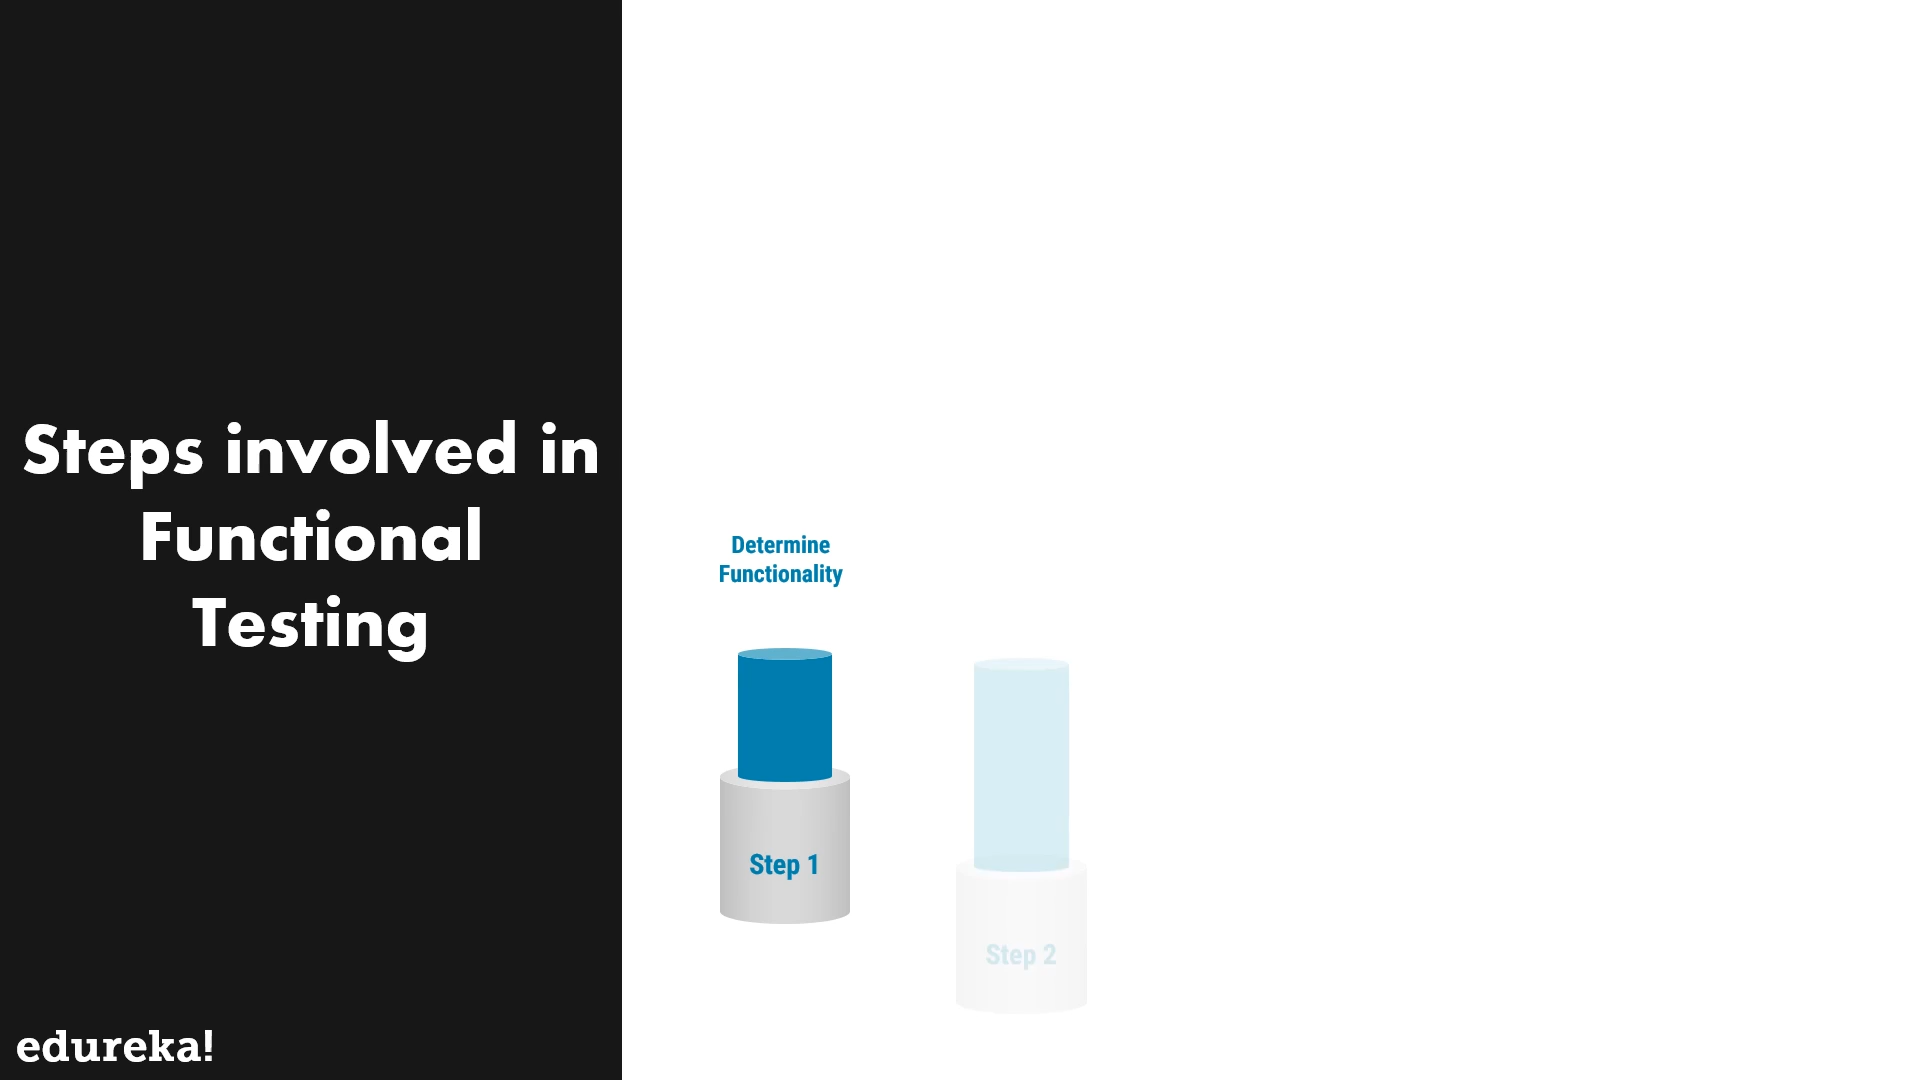 Steps involved in
Functional
Testing
Determine
Functionality
Step 1
Step 2
edureka!